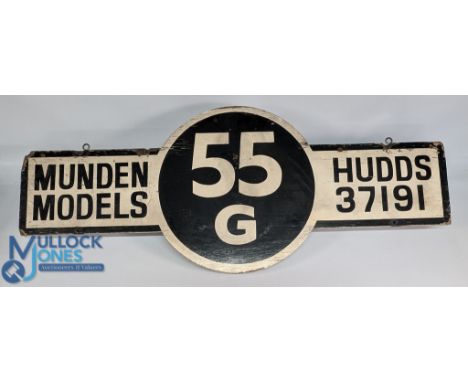 MUNDEN
MODELS
55
G
HUDDS
37191
MULLOCK
JONES
Auctioneers & Valuers